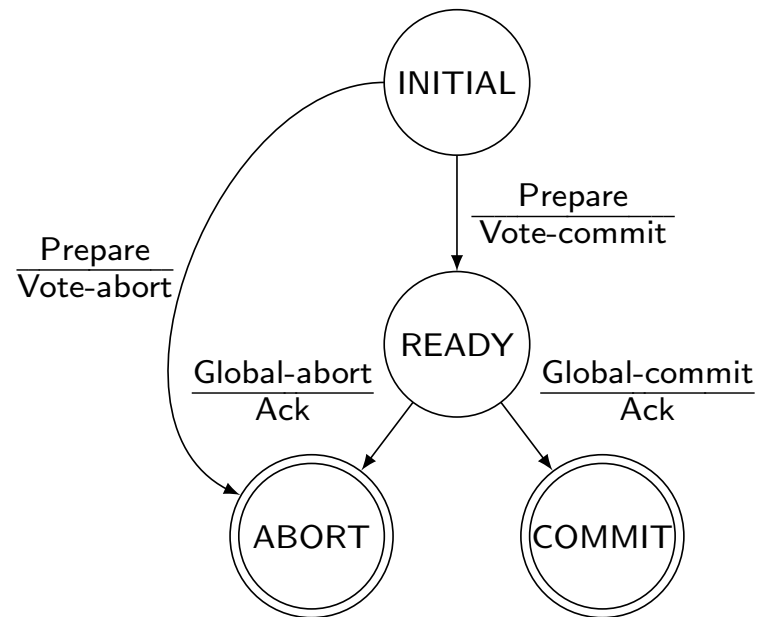 INITIAL
Prepare
Vote-commit
Prepare
Vote-abort
READY
Global-abort
Ack
Global-commit
Ack
ABORT
COMMIT